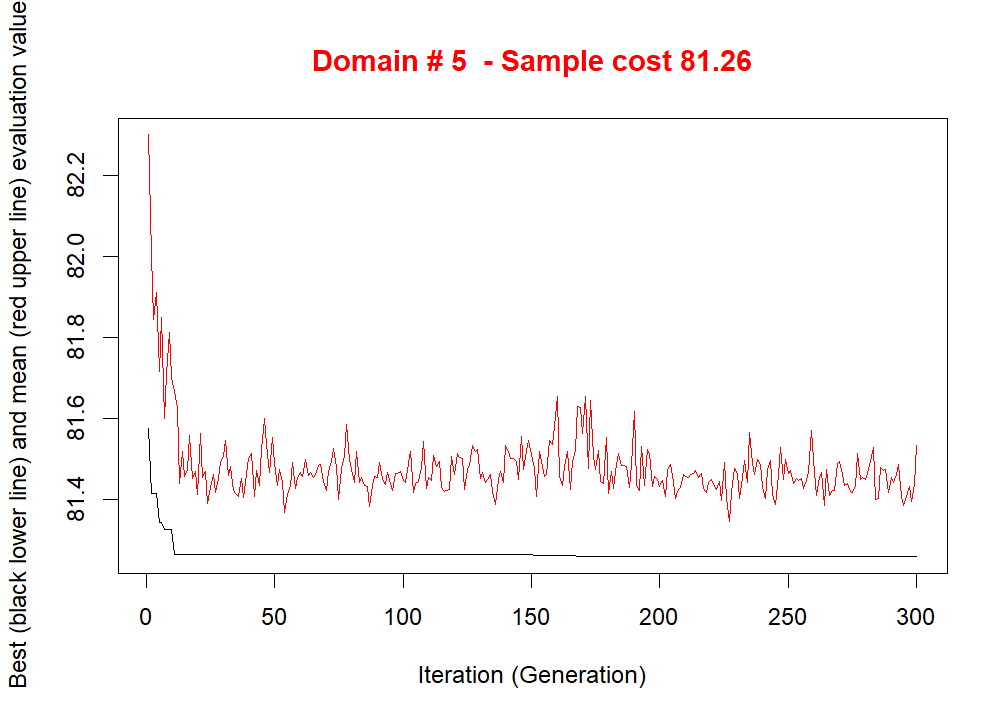 Domain # 5  - Sample cost 81.26
Best (black lower line) and mean (red upper line) evaluation value
82.2
82.0
81.8
81.6
81.4
0 50 100 150 200 250 300
Iteration (Generation)